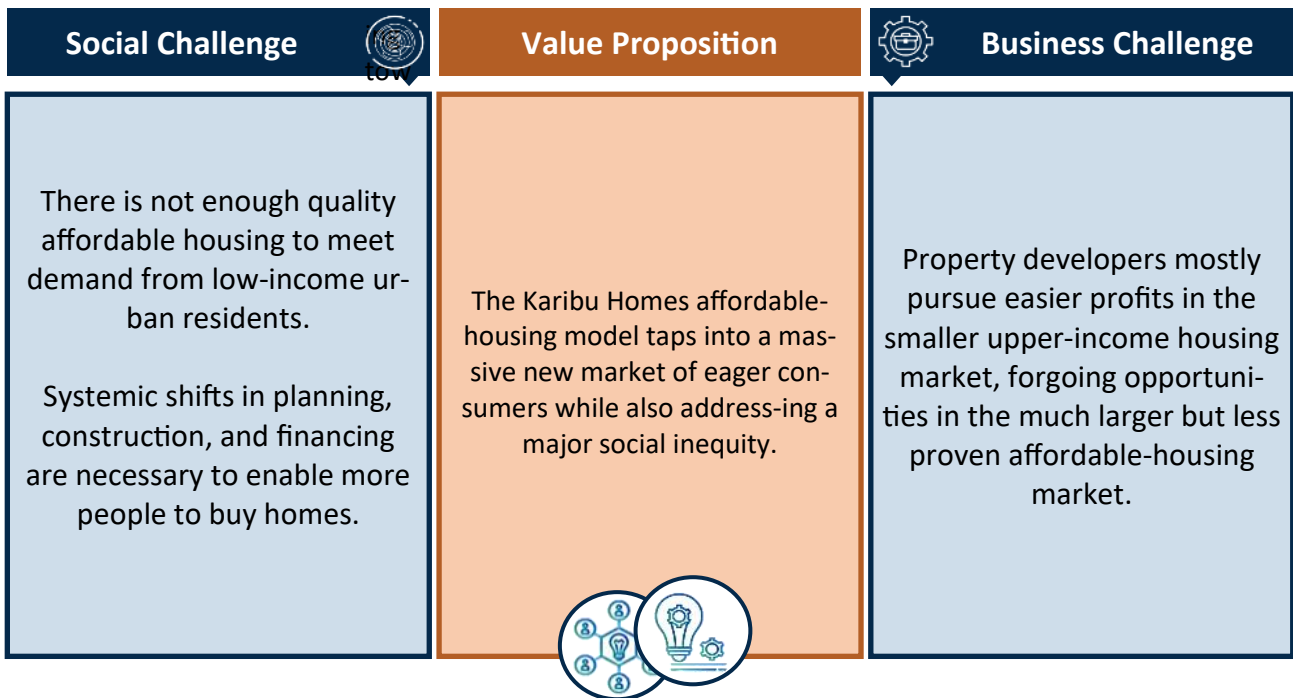 Social Challenge
tow
Value Proposition
Business Challenge
There is not enough quality
affordable housing to meet
demand from low-income ur-
ban residents.
Systemic shifts in planning,
construction, and financing
are necessary to enable more
people to buy homes.
The Karibu Homes affordable-
housing model taps into a mas-
sive new market of eager con-
sumers while also address-ing a
major social inequity.
Property developers mostly
pursue easier profits in the
smaller upper-income housing
market, forgoing opportuni-
ties in the much larger but less
proven affordable-housing
market.